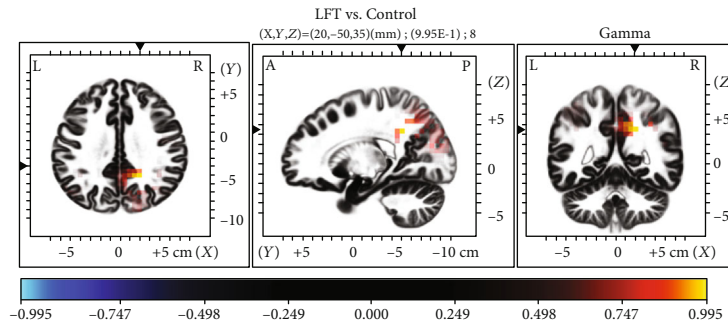 LFT vs. Control
(X,Y,Z)=(20,−50,35)(mm) ; (9.95E-1) ; 8
Gamma
L R (Y)
+5
0
−5
−10
−5 0 +5 cm (X)
A P (Z)
+5
0
−5
(Y) +5 0 −5 −10 cm
L R (Z)
+5
0
−5
−5 0 +5 cm (X)
−0.995 −0.747 −0.498 −0.249 0.000 0.249 0.498 0.747 0.995